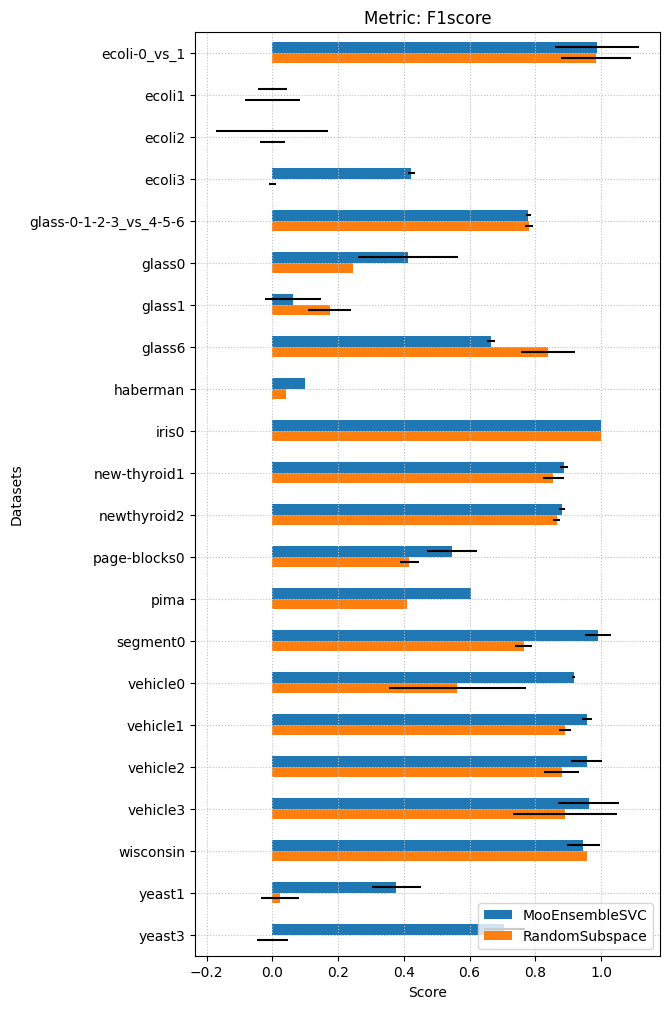 Metric: F1score
ecoli-0_vs_1
ecoli1
ecoli2
ecoli3
glass-0-1-2-3_vs_4-5-6
glass0
glass1
glass6
haberman
iris0
new-thyroid1
newthyroid2
page-blocks0
pima
segment0
vehicle0
vehicle1
vehicle2
vehicle3
wisconsin
yeast1
yeast3
Datasets
MooEnsembleSVC
RandomSubspace
−0.2 0.0 0.2 0.4 0.6 0.8 1.0
Score